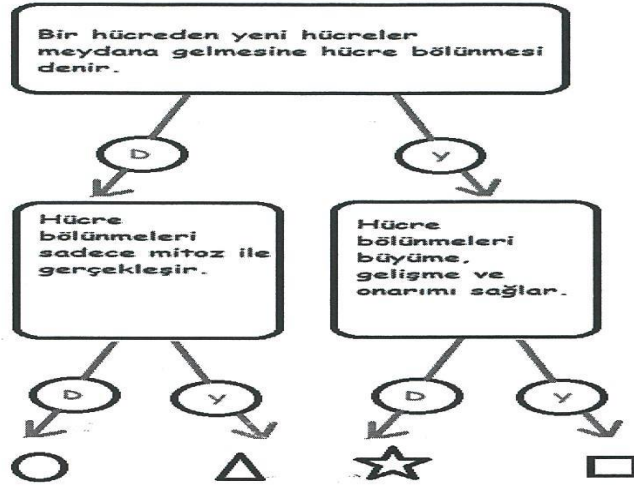 Bir hücreden yeni hücreler
meydana gelmesine hücre bölünmesi
denir.
D
Y
Hücre
bölünmeleri
sadece mitoz ile
gerçekleşir.
Hücre
bölünmeleri
büyüme,
gelişme ve
onarımı sağlar.
D
Y
D
Y